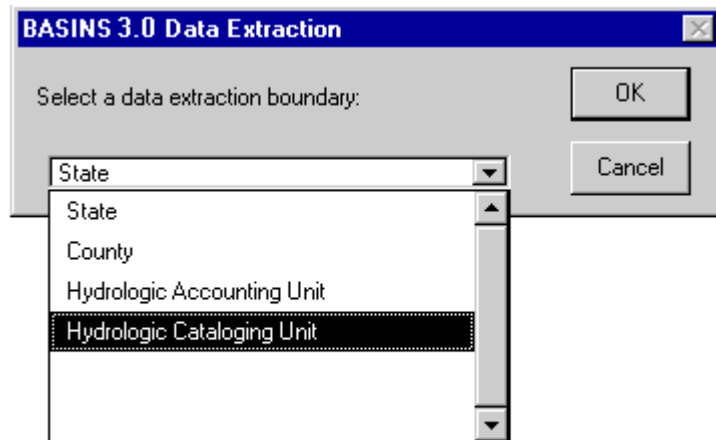 BASINS 3.0 Data Extraction
Select a data extraction boundary:
OK
Cancel
State
State
County
Hydrologic Accounting Unit
Hydrologic Cataloging Unit